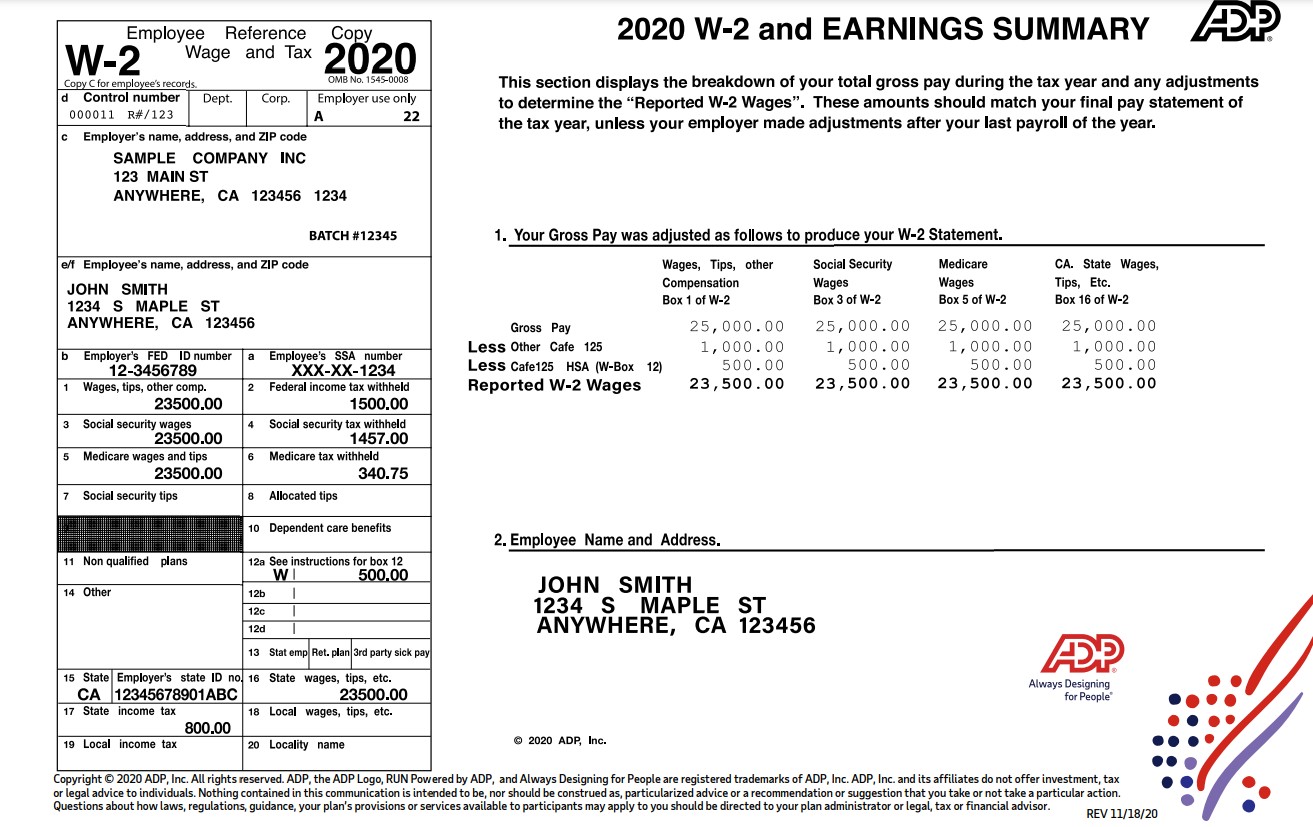 Employee Reference Copy
W-2 Wage and Tax 2020
Copy C for employee's records. OMB No. 1545-0008
d Control number Dept. Corp. Employer use only
000011 R#/123 A 22
c Employer's name, address, and ZIP code
SAMPLE COMPANY INC
123 MAIN ST
ANYWHERE, CA 123456 1234
BATCH #12345
e/f Employee's name, address, and ZIP code
JOHN SMITH
1234 S MAPLE ST
ANYWHERE, CA 123456
b Employer's FED ID number a Employee's SSA number
12-3456789 XXX-XX-1234
1 Wages, tips, other comp. 2 Federal income tax withheld
23500.00 1500.00
3 Social security wages 4 Social security tax withheld
23500.00 1457.00
5 Medicare wages and tips 6 Medicare tax withheld
23500.00 340.75
7 Social security tips 8 Allocated tips
10 Dependent care benefits
11 Non qualified plans 12a See instructions for box 12
W 500.00
14 Other 12b
12c
12d
13 Stat emp Ret. plan 3rd party sick pay
15 State Employer's state ID no. 16 State wages, tips, etc.
CA 12345678901ABC 23500.00
17 State income tax 18 Local wages, tips, etc.
800.00
19 Local income tax 20 Locality name
2020 W-2 and EARNINGS SUMMARY
ADP
This section displays the breakdown of your total gross pay during the tax year and any adjustments
to determine the “Reported W-2 Wages”. These amounts should match your final pay statement of
the tax year, unless your employer made adjustments after your last payroll of the year.
1. Your Gross Pay was adjusted as follows to produce your W-2 Statement.
Wages, Tips, other Social Security Medicare CA. State Wages,
Compensation Wages Wages Tips, Etc.
Box 1 of W-2 Box 3 of W-2 Box 5 of W-2 Box 16 of W-2
Gross Pay 25,000.00 25,000.00 25,000.00 25,000.00
Less Other Cafe 125 1,000.00 1,000.00 1,000.00 1,000.00
Less Cafe125 HSA (W-Box 12) 500.00 500.00 500.00 500.00
Reported W-2 Wages 23,500.00 23,500.00 23,500.00 23,500.00
2. Employee Name and Address.
JOHN SMITH
1234 S MAPLE ST
ANYWHERE, CA 123456
ADP
Always Designing
for People®
© 2020 ADP, Inc.
Copyright © 2020 ADP, Inc. All rights reserved. ADP, the ADP Logo, RUN Powered by ADP, and Always Designing for People are registered trademarks of ADP, Inc. ADP, Inc. and its affiliates do not offer investment, tax
or legal advice to individuals. Nothing contained in this communication is intended to be, nor should be construed as, particularized advice or a recommendation or suggestion that you take or not take a particular action.
Questions about how laws, regulations, guidance, your plan's provisions or services available to participants may apply to you should be directed to your plan administrator or legal, tax or financial advisor.
REV 11/18/20